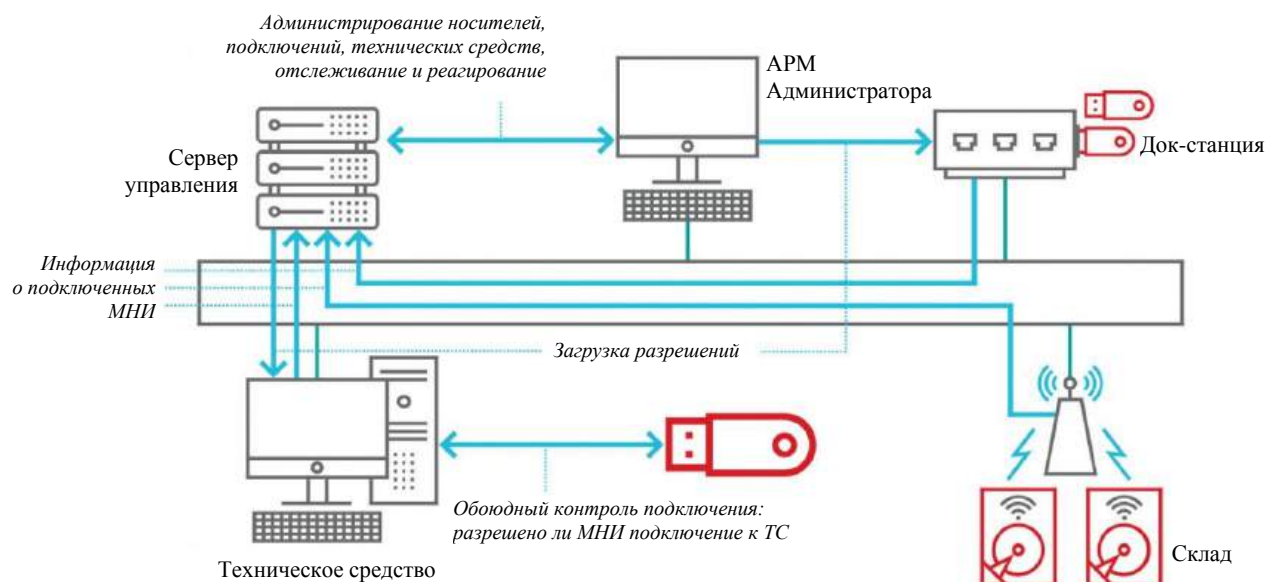 Администрирование носителей,
подключений, технических средств,
отслеживание и реагирование
АРМ
Администратора
Док-станция
Сервер
управления
Информация
о подключенных
МНИ
Загрузка разрешений
Обоюдный контроль подключения:
разрешено ли МНИ подключение к ТС
Техническое средство
Склад